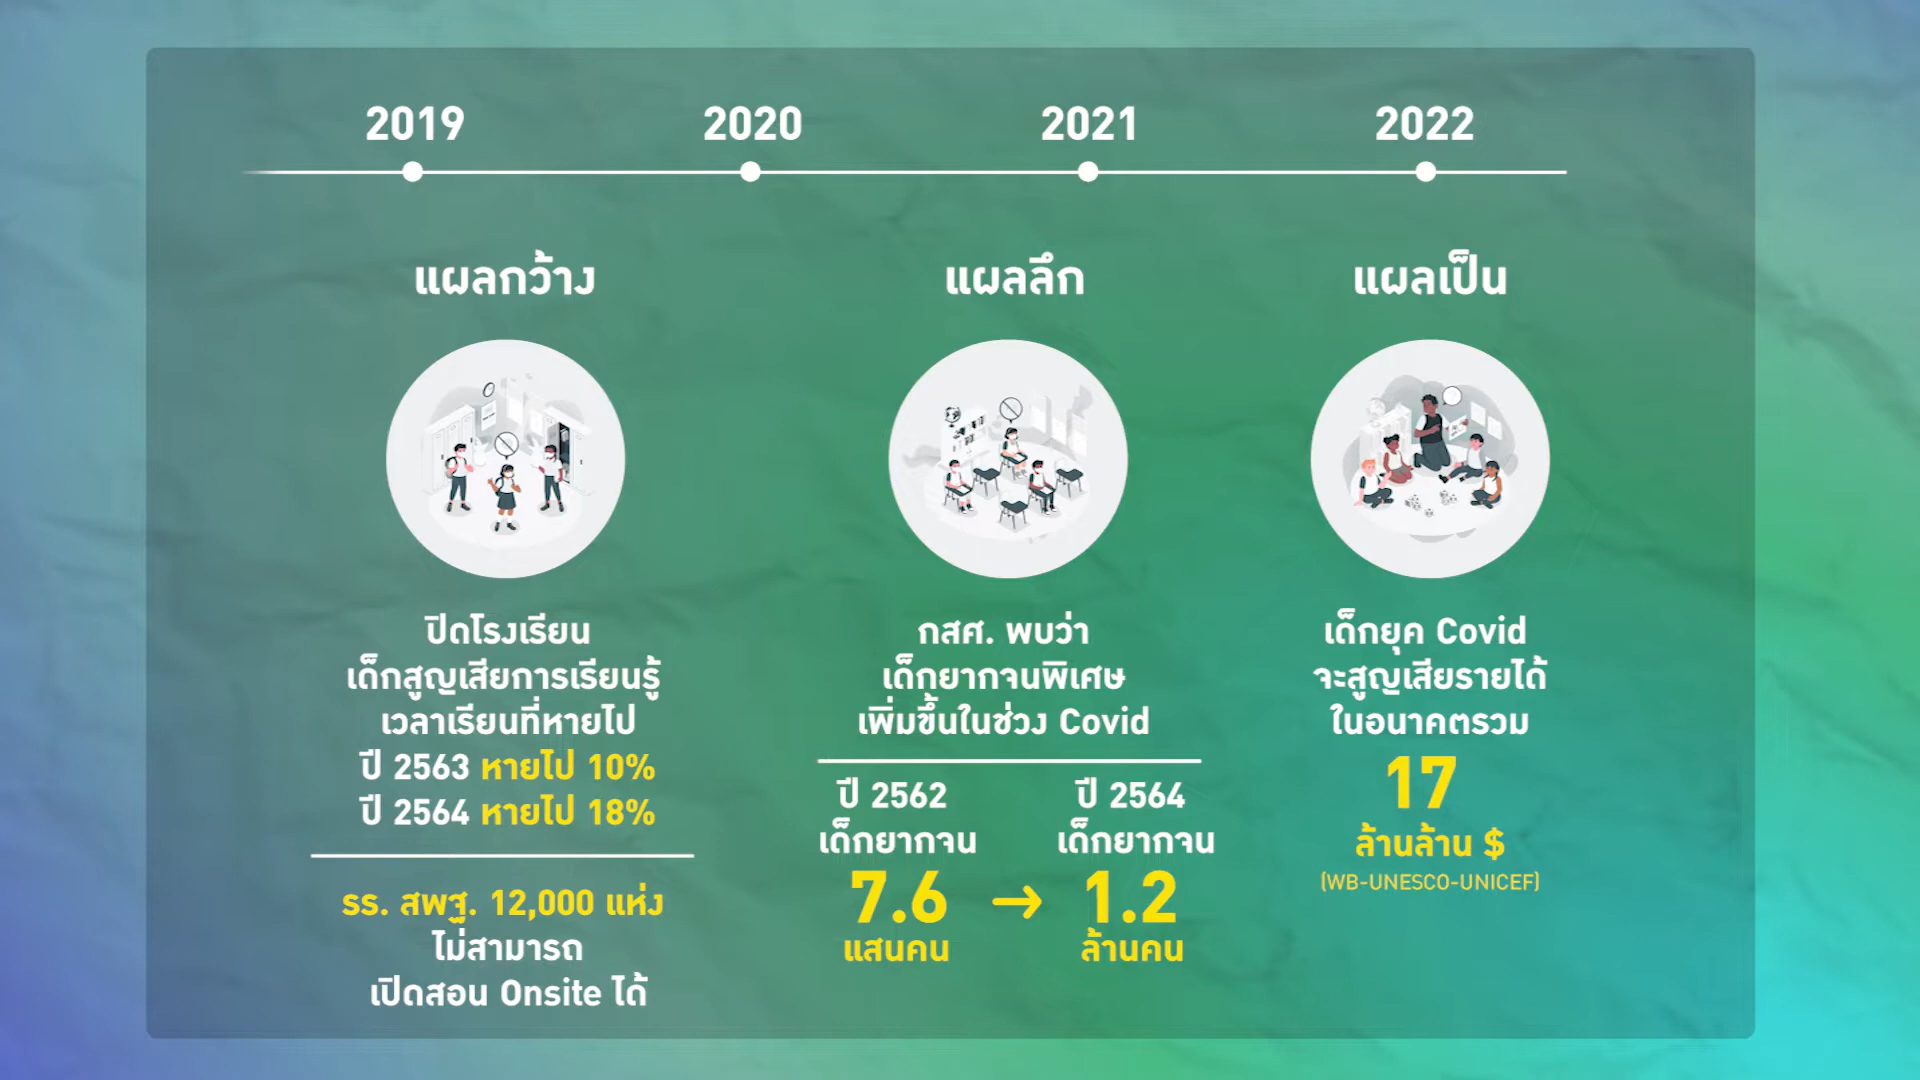 2019
2020
2021
2022
แผลกว้าง
ปิดโรงเรียน
เด็กสูญเสียการเรียนรู้
เวลาเรียนที่หายไป
ปี 2563 หายไป 10%
ปี 2564 หายไป 18%
รร. สพฐ. 12,000 แห่ง
ไม่สามารถ
เปิดสอน Onsite ได้
แผลลึก
กสศ. พบว่า
เด็กยากจนพิเศษ
เพิ่มขึ้นในช่วง Covid
ปี 2562
เด็กยากจน
7.6
แสนคน
→
ปี 2564
เด็กยากจน
1.2
ล้านคน
แผลเป็น
เด็กยุค Covid
จะสูญเสียรายได้
ในอนาคตรวม
17
ล้านล้าน $
(WB-UNESCO-UNICEF)